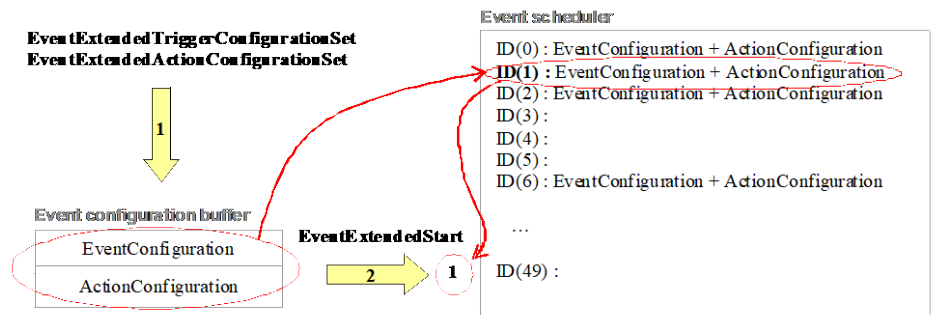 Event scheduler
EventExtendedTriggerConfigurationSet
EventExtendedActionConfigurationSet
ID(0) : EventConfiguration + ActionConfiguration
ID(1) : EventConfiguration + ActionConfiguration
ID(2) : EventConfiguration + ActionConfiguration
ID(3) :
ID(4) :
ID(5) :
ID(6) : EventConfiguration + ActionConfiguration
...
ID(49) :
1
Event configuration buffer
EventConfiguration
ActionConfiguration
EventExtendedStart
2
1